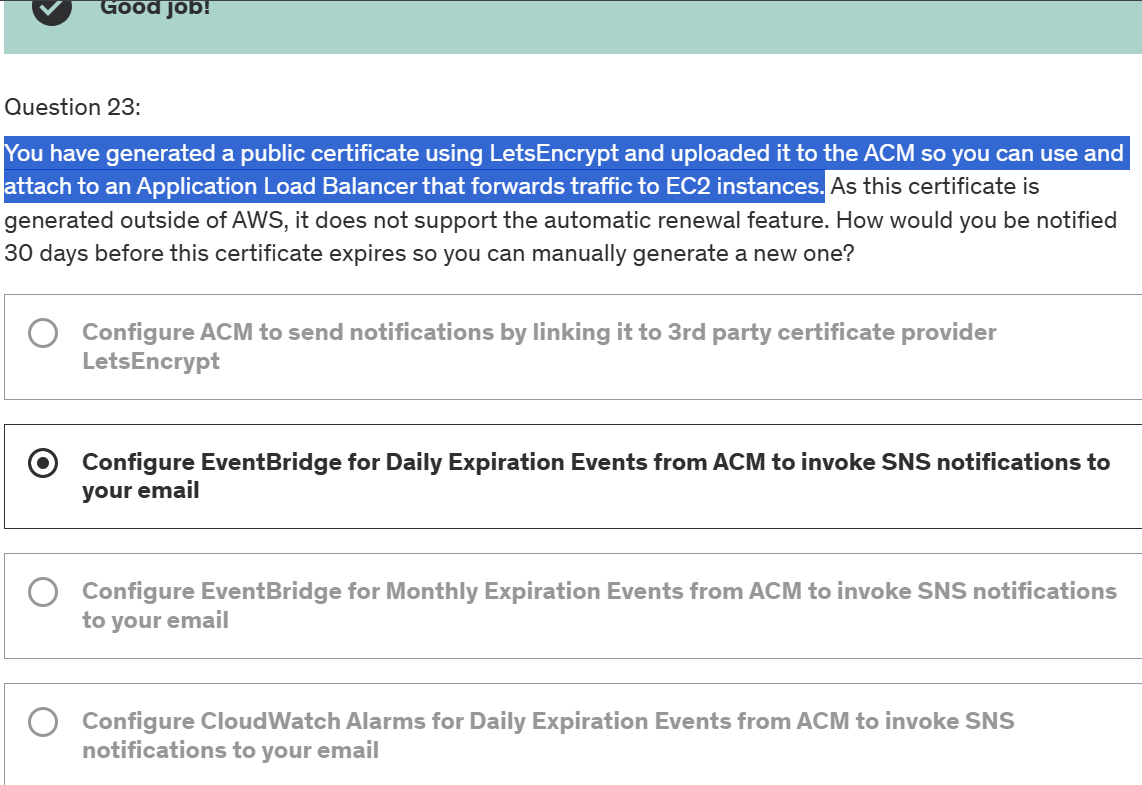 Good job!
Question 23:
You have generated a public certificate using LetsEncrypt and uploaded it to the ACM so you can use and
attach to an Application Load Balancer that forwards traffic to EC2 instances. As this certificate is
generated outside of AWS, it does not support the automatic renewal feature. How would you be notified
30 days before this certificate expires so you can manually generate a new one?
Configure ACM to send notifications by linking it to 3rd party certificate provider
LetsEncrypt
Configure EventBridge for Daily Expiration Events from ACM to invoke SNS notifications to
your email
Configure EventBridge for Monthly Expiration Events from ACM to invoke SNS notifications
to your email
Configure CloudWatch Alarms for Daily Expiration Events from ACM to invoke SNS
notifications to your email